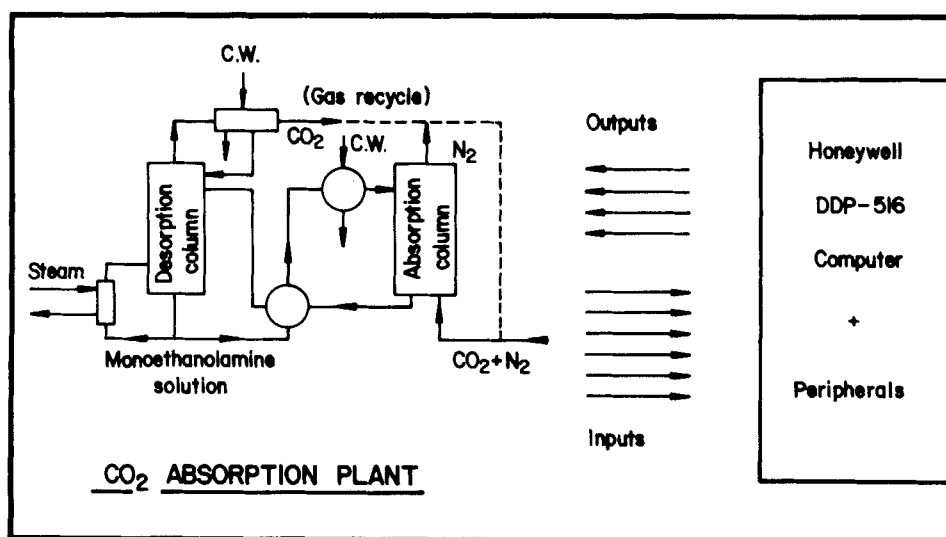 C.W.
(Gas recycle)
CO₂
C.W.
N₂
Desorption
column
Absorption
column
Steam
Monoethanolamine
solution
CO₂+N₂
CO₂ ABSORPTION PLANT
Outputs
Inputs
Honeywell
DDP-516
Computer
+
Peripherals